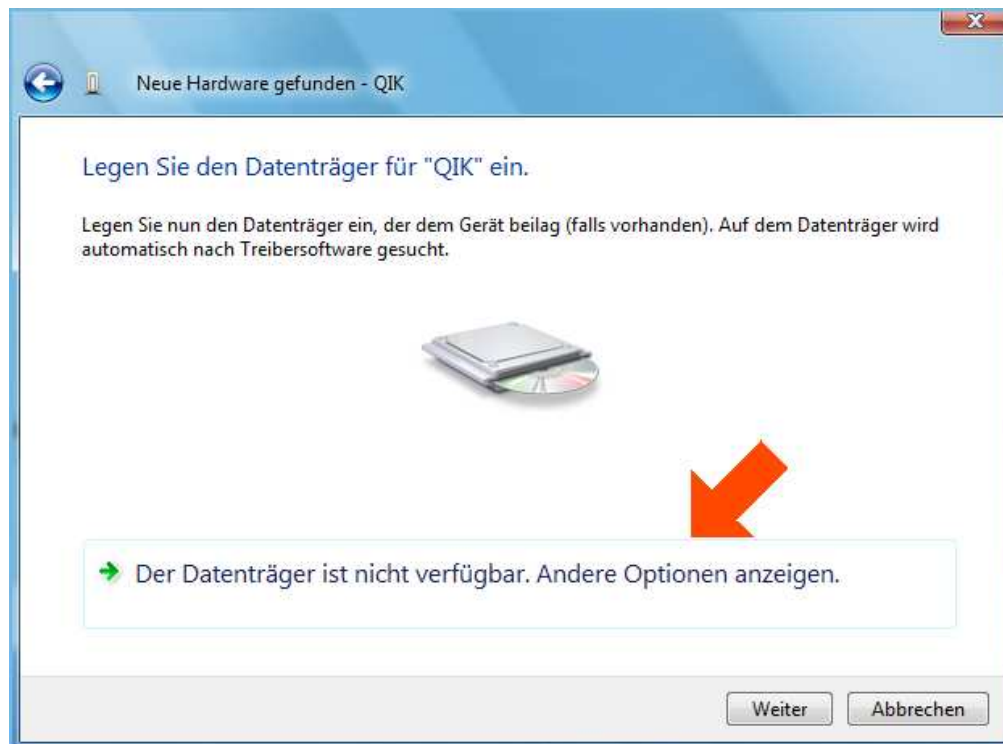 Neue Hardware gefunden - QIK
Legen Sie den Datenträger für "QIK" ein.
Legen Sie nun den Datenträger ein, der dem Gerät beilag (falls vorhanden). Auf dem Datenträger wird
automatisch nach Treibersoftware gesucht.
Der Datenträger ist nicht verfügbar. Andere Optionen anzeigen.
Weiter Abbrechen